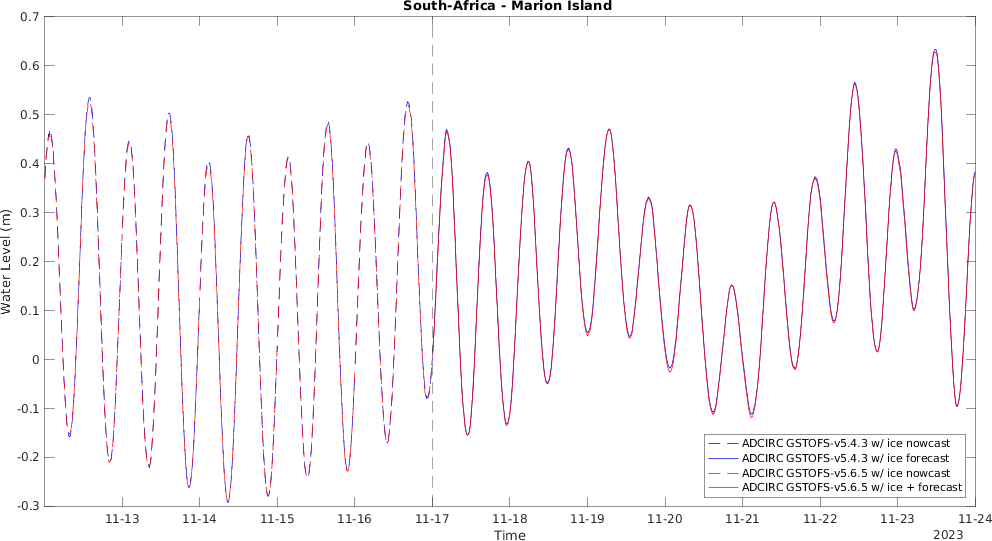 South-Africa - Marion Island
0.7
0.6
0.5
0.4
0.3
0.2
0.1
0
-0.1
-0.2
-0.3
Water Level (m)
ADCIRC GSTOFS-v5.4.3 w/ ice nowcast
ADCIRC GSTOFS-v5.4.3 w/ ice forecast
ADCIRC GSTOFS-v5.6.5 w/ ice nowcast
ADCIRC GSTOFS-v5.6.5 w/ ice + forecast
11-13 11-14 11-15 11-16 11-17 11-18 11-19 11-20 11-21 11-22 11-23 11-24
Time
2023